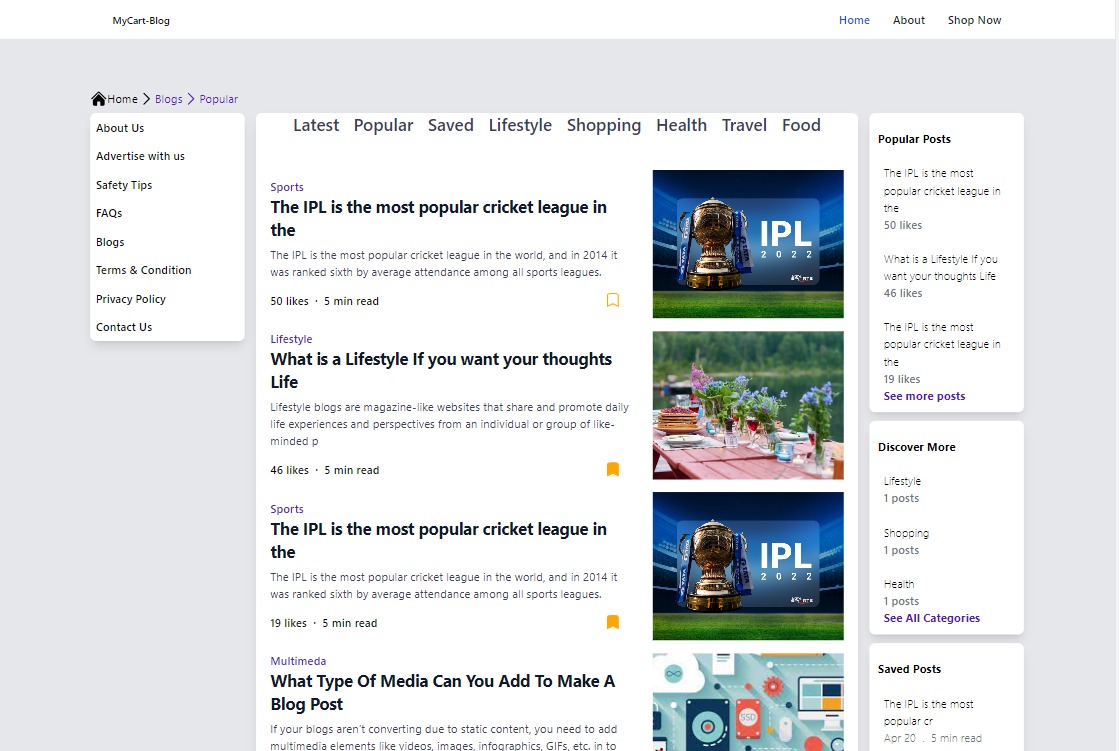 MyCart-Blog
Home About Shop Now
Home Blogs Popular
About Us
Advertise with us
Safety Tips
FAQs
Blogs
Terms & Condition
Privacy Policy
Contact Us
Latest Popular Saved Lifestyle Shopping Health Travel Food
Sports
The IPL is the most popular cricket league in
the
The IPL is the most popular cricket league in the world, and in 2014 it
was ranked sixth by average attendance among all sports leagues.
50 likes · 5 min read
IPL
2022
Lifestyle
What is a Lifestyle If you want your thoughts
Life
Lifestyle blogs are magazine-like websites that share and promote daily
life experiences and perspectives from an individual or group of like-
minded p
46 likes · 5 min read
Sports
The IPL is the most popular cricket league in
the
The IPL is the most popular cricket league in the world, and in 2014 it
was ranked sixth by average attendance among all sports leagues.
19 likes · 5 min read
IPL
2022
Multimeda
What Type Of Media Can You Add To Make A
Blog Post
If your blogs aren't converting due to static content, you need to add
multimedia elements like videos, images, infographics, GIFs, etc. in to
SSD
Popular Posts
The IPL is the most
popular cricket league in
the
50 likes
What is a Lifestyle If you
want your thoughts Life
46 likes
The IPL is the most
popular cricket league in
the
19 likes
See more posts
Discover More
Lifestyle
1 posts
Shopping
1 posts
Health
1 posts
See All Categories
Saved Posts
The IPL is the most
popular cr
Apr 20 . 5 min read